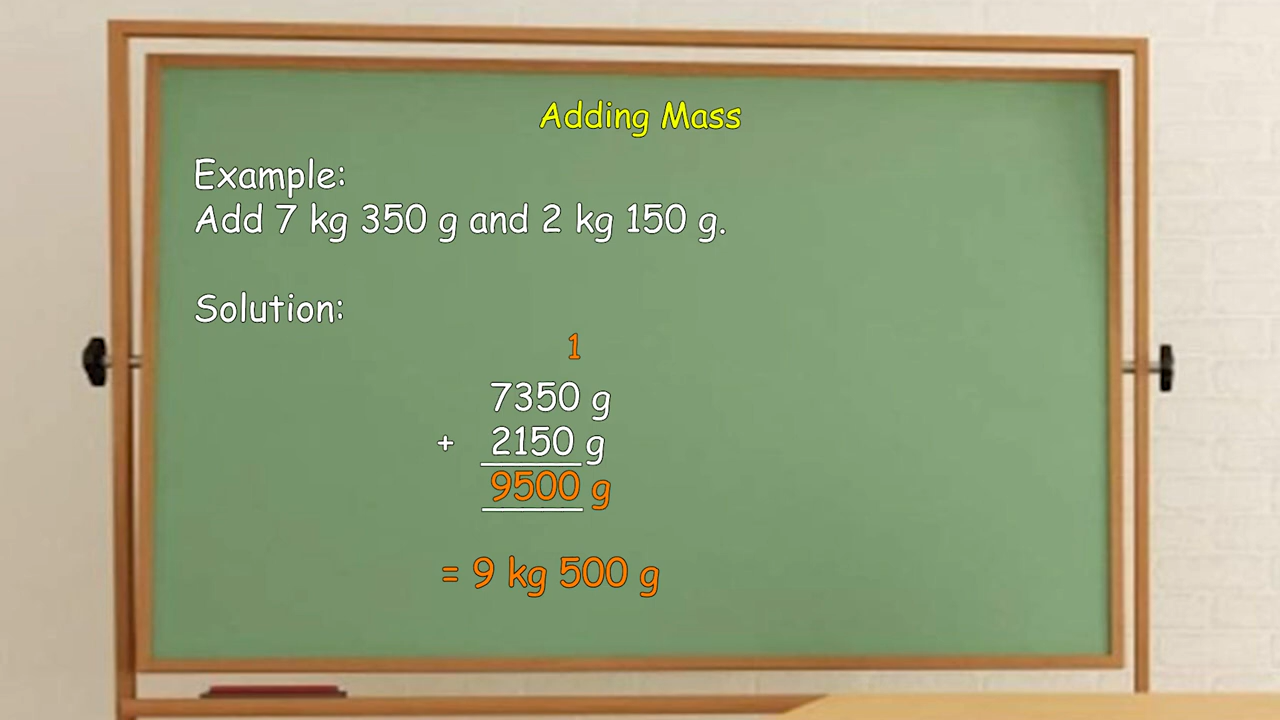 Adding Mass
Example:
Add 7 kg 350 g and 2 kg 150 g.
Solution:
1
7350 g
+ 2150 g
9500 g
= 9 kg 500 g